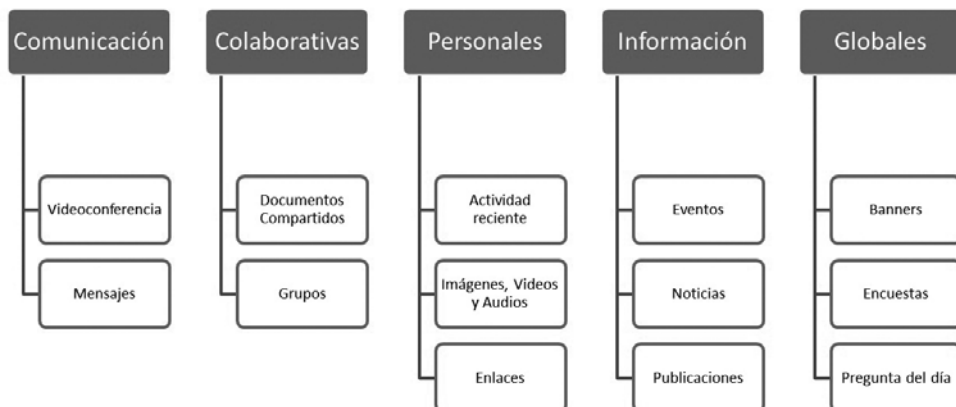 Comunicación
Colaborativas
Personales
Información
Globales
Videoconferencia
Documentos
Compartidos
Actividad
reciente
Eventos
Banners
Mensajes
Grupos
Imágenes, Videos
y Audios
Noticias
Encuestas
Enlaces
Publicaciones
Pregunta del día